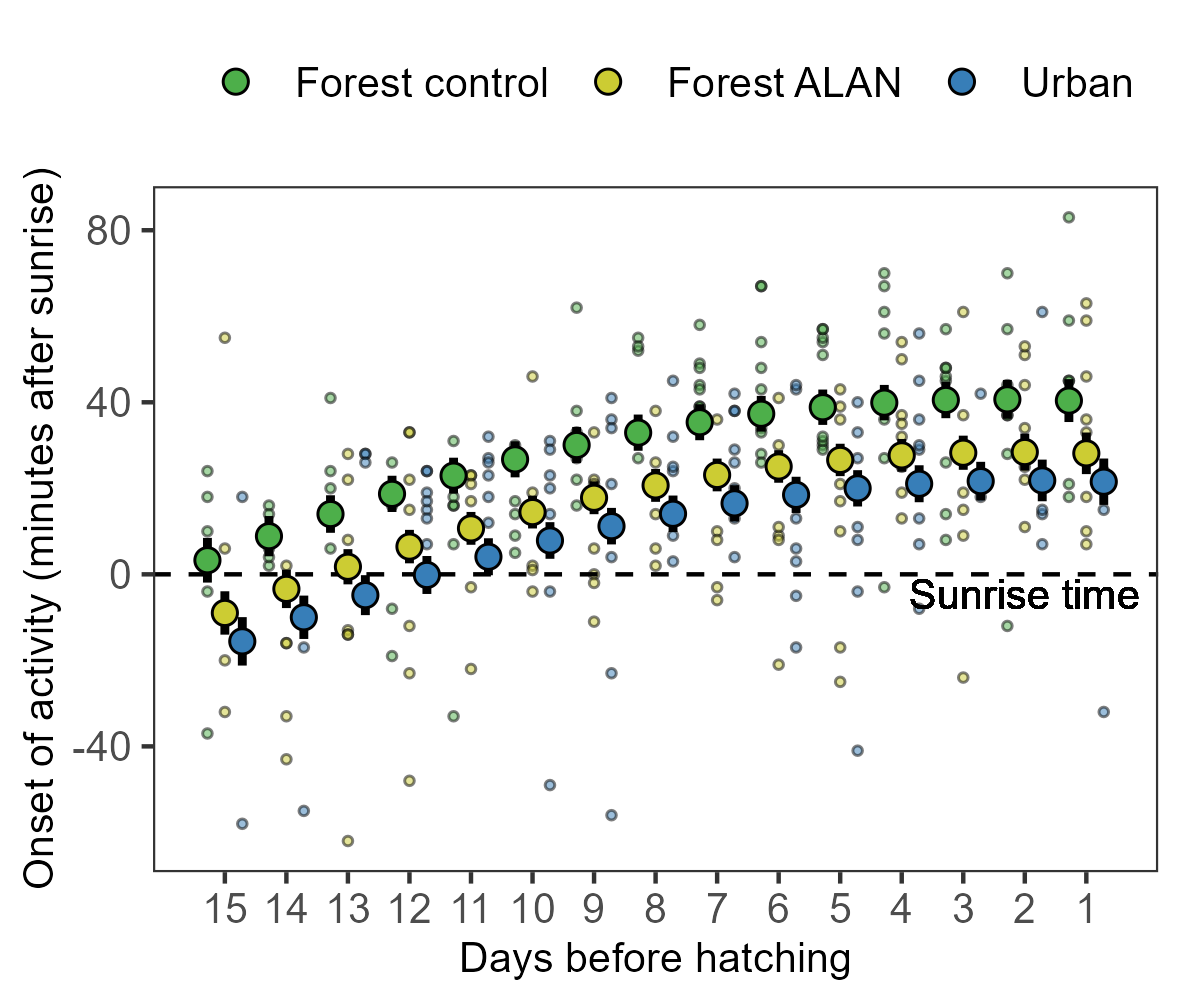 Forest control Forest ALAN Urban
Onset of activity (minutes after sunrise)
80
40
0
-40
Sunrise time
15 14 13 12 11 10 9 8 7 6 5 4 3 2 1
Days before hatching